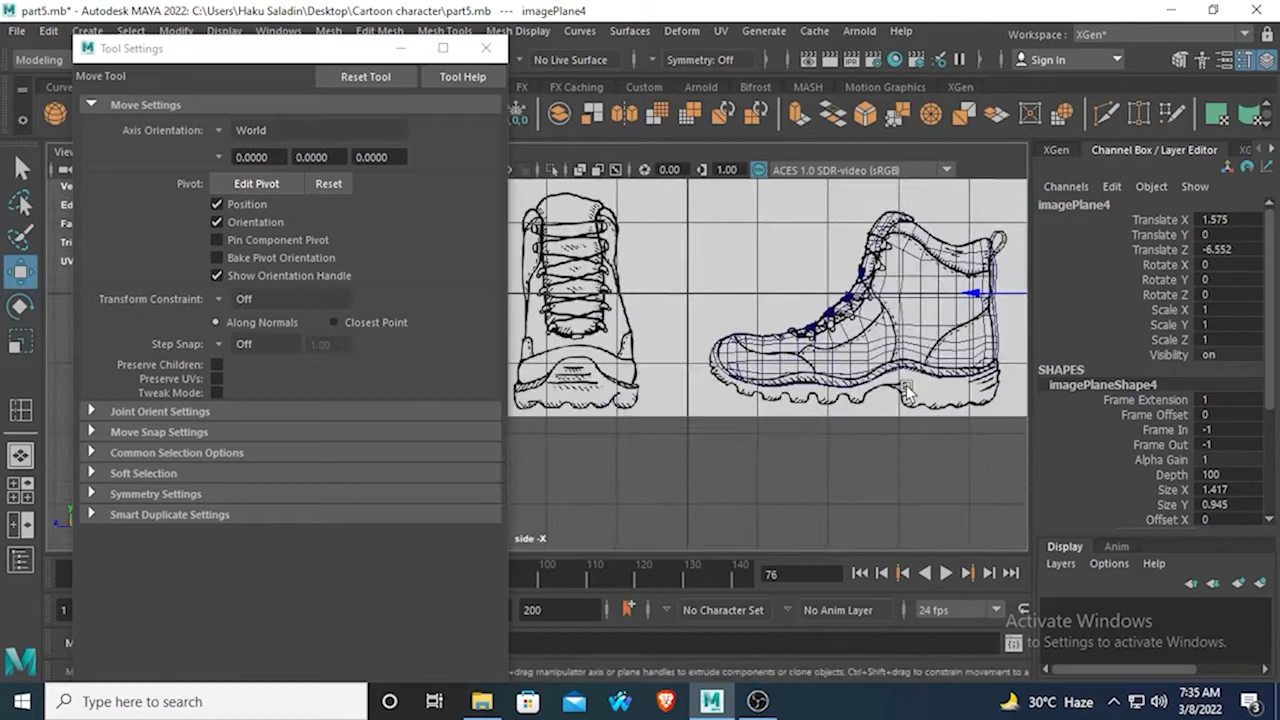 part5.mb* - Autodesk MAYA 2022: C:\Users\Haku Saladin\Desktop\Cartoon character\part5.mb --- imagePlane4
File Edit Create Select Modify Display Windows Mesh Edit Mesh Mesh Tools Mesh Display Curves Surfaces Deform UV Generate Cache Arnold Help Workspace : XGen*
Tool Settings
Modeling No Live Surface Symmetry: Off Sign In
Move Tool Reset Tool Tool Help
FX FX Caching Custom Arnold Bifrost MASH Motion Graphics XGen
Move Settings
Axis Orientation: World
0.0000 0.0000 0.0000
Pivot: Edit Pivot Reset
Position
Orientation
Pin Component Pivot
Bake Pivot Orientation
Show Orientation Handle
Transform Constraint: Off
Along Normals Closest Point
Step Snap: Off 1.00
Preserve Children:
Preserve UVs:
Tweak Mode:
Joint Orient Settings
Move Snap Settings
Common Selection Options
Soft Selection
Symmetry Settings
Smart Duplicate Settings
0.00 1.00 ACES 1.0 SDR-video (sRGB)
side -X
XGen Channel Box / Layer Editor
Channels Edit Object Show
imagePlane4
Translate X 1.575
Translate Y 0
Translate Z -6.552
Rotate X 0
Rotate Y 0
Rotate Z 0
Scale X 1
Scale Y 1
Scale Z 1
Visibility on
SHAPES
imagePlaneShape4
Frame Extension 1
Frame Offset 0
Frame In -1
Frame Out -1
Alpha Gain 1
Depth 100
Size X 1.417
Size Y 0.945
Offset X 0
Display Anim
Layers Options Help
100 110 120 130 140 76
1 200 No Character Set No Anim Layer 24 fps
Activate Windows
to Settings to activate Windows.
+drag manipulator axis or plane handles to extrude components or clone objects. Ctrl+Shift+drag to constrain movement to a
Type here to search
30°C Haze
7:35 AM
3/8/2022
3